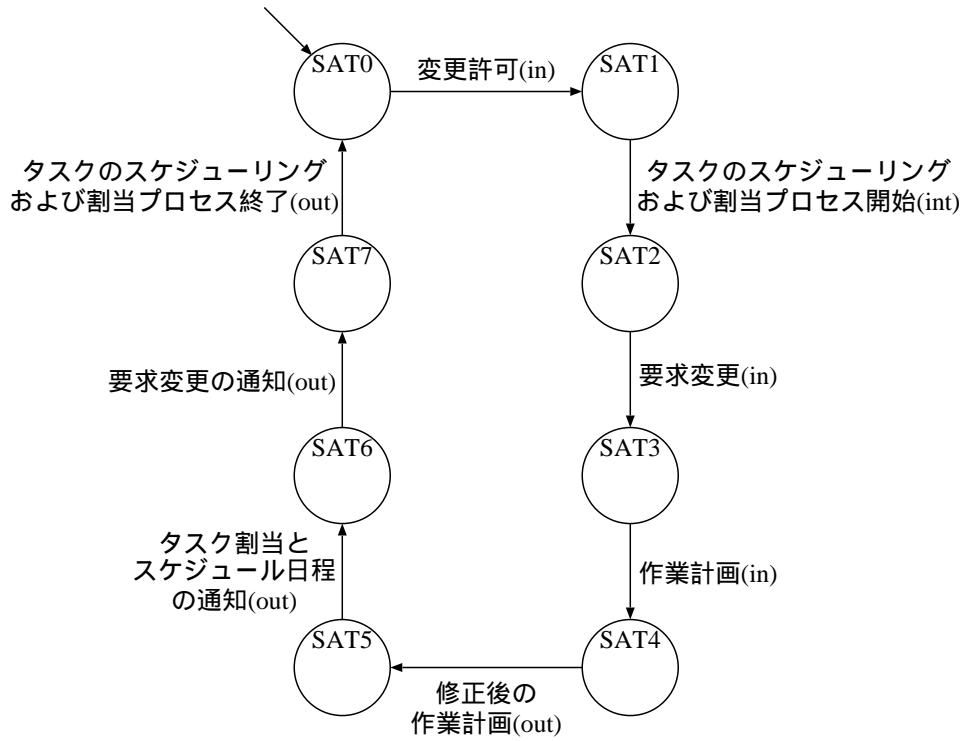 SAT0
変更許可(in)
SAT1
タスクのスケジューリング
および割当プロセス終了(out)
タスクのスケジューリング
および割当プロセス開始(int)
SAT7
SAT2
要求変更の通知(out)
要求変更(in)
SAT6
SAT3
タスク割当と
スケジュール日程
の通知(out)
作業計画(in)
SAT5
SAT4
修正後の
作業計画(out)